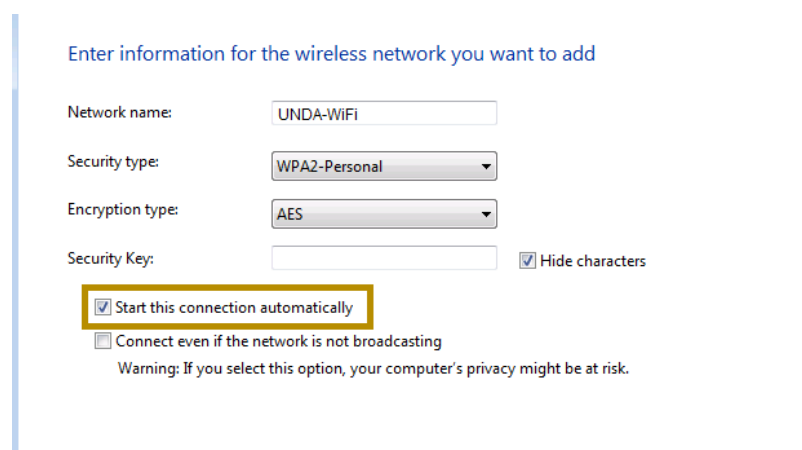 Enter information for the wireless network you want to add
Network name: UNDA-WiFi
Security type: WPA2-Personal
Encryption type: AES
Security Key: Hide characters
Start this connection automatically
Connect even if the network is not broadcasting
Warning: If you select this option, your computer's privacy might be at risk.